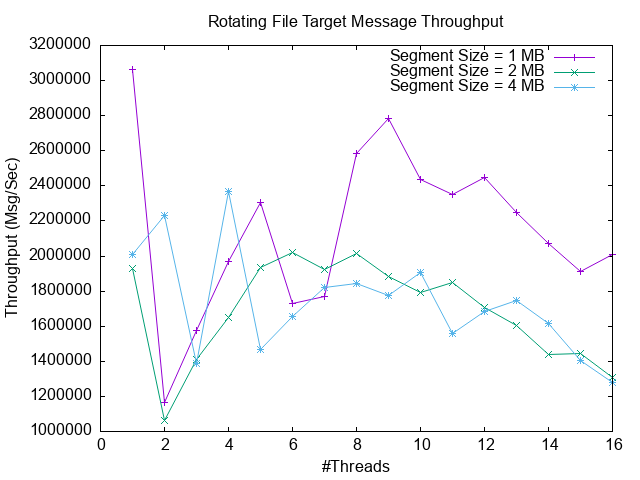 Rotating File Target Message Throughput
Segment Size = 1 MB
Segment Size = 2 MB
Segment Size = 4 MB
Throughput (Msg/Sec)
3200000
3000000
2800000
2600000
2400000
2200000
2000000
1800000
1600000
1400000
1200000
1000000
0 2 4 6 8 10 12 14 16
#Threads